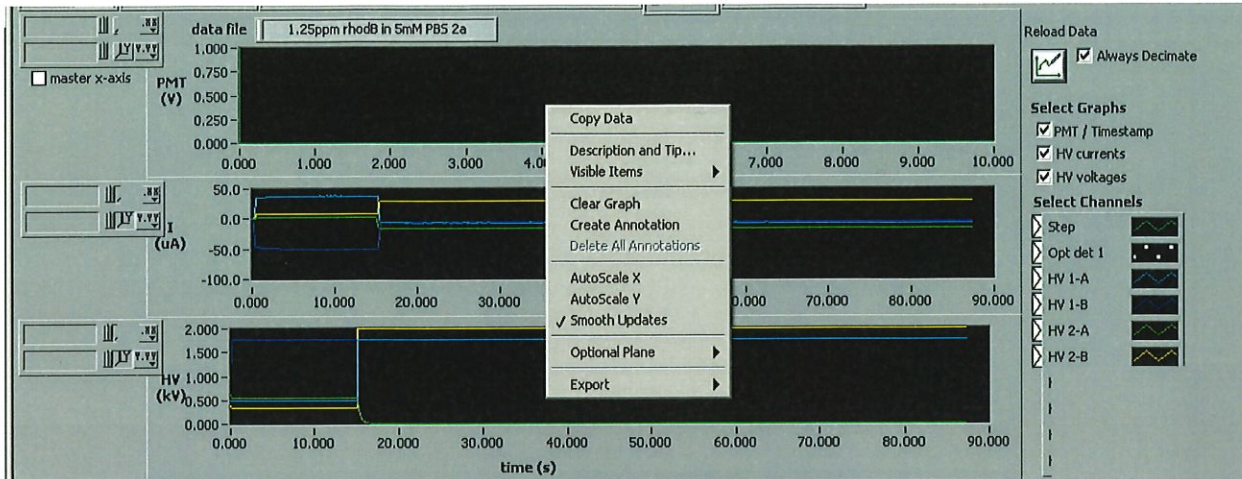 data file 1.25ppm rhodB in 5mM PBS 2a
master x-axis
PMT
(V)
1.000
0.750
0.500
0.250
0.000
0.000 1.000 2.000 3.000 4.0 7.000 8.000 9.000 10.000
I
(uA)
50.0
0.0
-50.0
-100.0
0.000 10.000 20.000 30.000 0.000 70.000 80.000 90.000
HV
(kV)
2.000
1.500
1.000
0.500
0.000
0.000 10.000 20.000 30.000 40.000 50.000 60.000 70.000 80.000 90.000
time (s)
Copy Data
Description and Tip...
Visible Items
Clear Graph
Create Annotation
Delete All Annotations
AutoScale X
AutoScale Y
Smooth Updates
Optional Plane
Export
Reload Data
Always Decimate
Select Graphs
PMT / Timestamp
HV currents
HV voltages
Select Channels
Step
Opt det 1
HV 1-A
HV 1-B
HV 2-A
HV 2-B